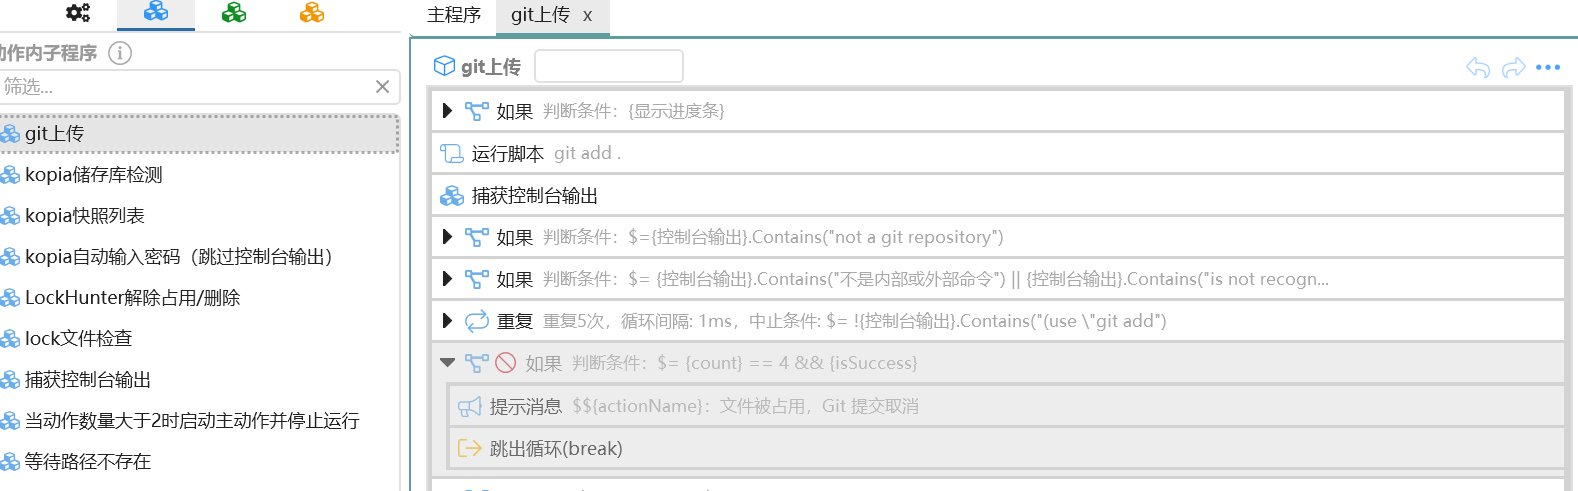 主程序
git上传 x
动作内子程序
筛选...
git上传
kopia储存库检测
kopia快照列表
kopia自动输入密码（跳过控制台输出）
LockHunter解除占用/删除
lock文件检查
捕获控制台输出
当动作数量大于2时启动主动作并停止运行
等待路径不存在
git上传
如果 判断条件：{显示进度条}
运行脚本 git add .
捕获控制台输出
如果 判断条件：$={控制台输出}.Contains("not a git repository")
如果 判断条件：$= {控制台输出}.Contains("不是内部或外部命令") || {控制台输出}.Contains("is not recogn...
重复 重复5次，循环间隔: 1ms，中止条件: $= !{控制台输出}.Contains("(use \"git add")
如果 判断条件：$= {count} == 4 && {isSuccess}
提示消息 $${actionName}：文件被占用，Git 提交取消
跳出循环(break)